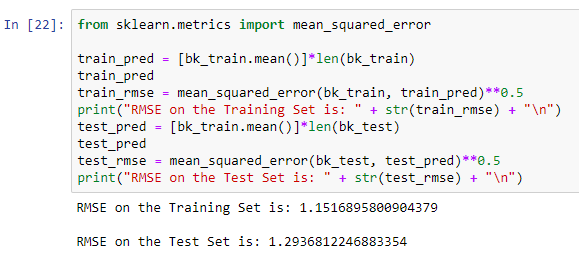 In [22]: from sklearn.metrics import mean_squared_error
train_pred = [bk_train.mean()]*len(bk_train)
train_pred
train_rmse = mean_squared_error(bk_train, train_pred)**0.5
print("RMSE on the Training Set is: " + str(train_rmse) + "\n")
test_pred = [bk_train.mean()]*len(bk_test)
test_pred
test_rmse = mean_squared_error(bk_test, test_pred)**0.5
print("RMSE on the Test Set is: " + str(test_rmse) + "\n")
RMSE on the Training Set is: 1.1516895800904379
RMSE on the Test Set is: 1.2936812246883354